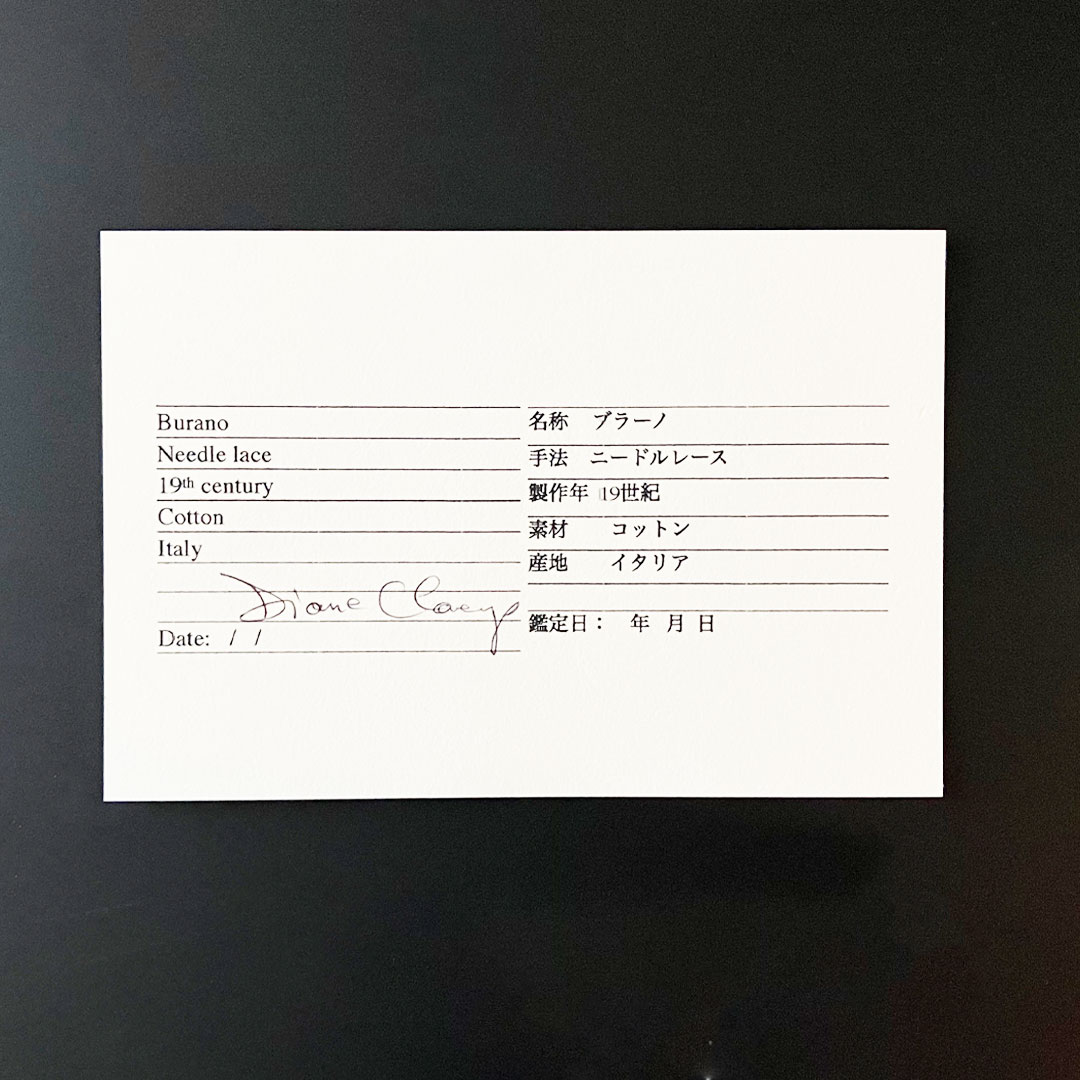 Burano
Needle lace
19th century
Cotton
Italy
Diane Claeys
Date: / /
名称 ブラーノ
手法 ニードルレース
製作年 19世紀
素材 コットン
産地 イタリア
鑑定日： 年 月 日